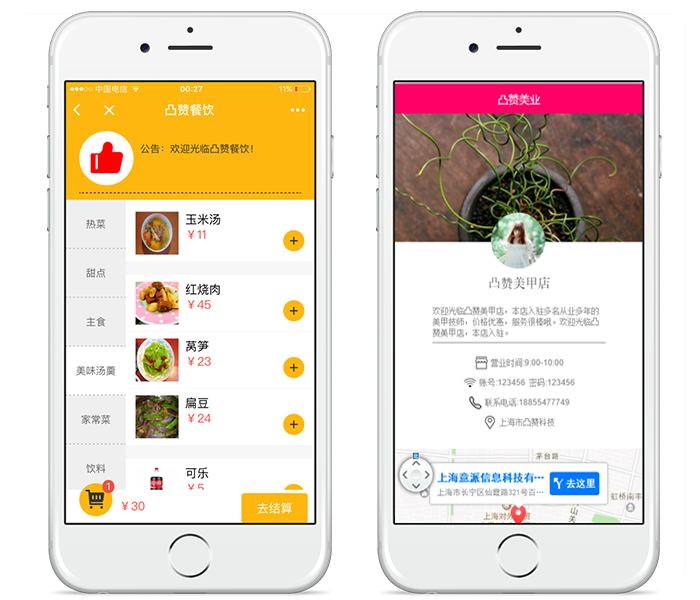 中国电信 00:27 11%
凸赞餐饮
公告：欢迎光临凸赞餐饮！
热菜
甜点
主食
美味汤羹
家常菜
饮料
玉米汤
￥11
红烧肉
￥45
莴笋
￥23
扁豆
￥24
可乐
￥5
1
￥30
去结算
凸赞美业
凸赞美甲店
欢迎光临凸赞美甲店，本店入驻多名从业多年的
美甲技师，价格优惠，服务很棒哦。欢迎光临凸
赞美甲店，本店入驻。
营业时间:9:00-10:00
账号:123456 密码:123456
联系电话:18855477749
上海市凸赞科技
茅台路
上海熹派信息科技有···
上海市长宁区仙霞路321号百···
去这里
虹桥南丰
上海对外
贸
天